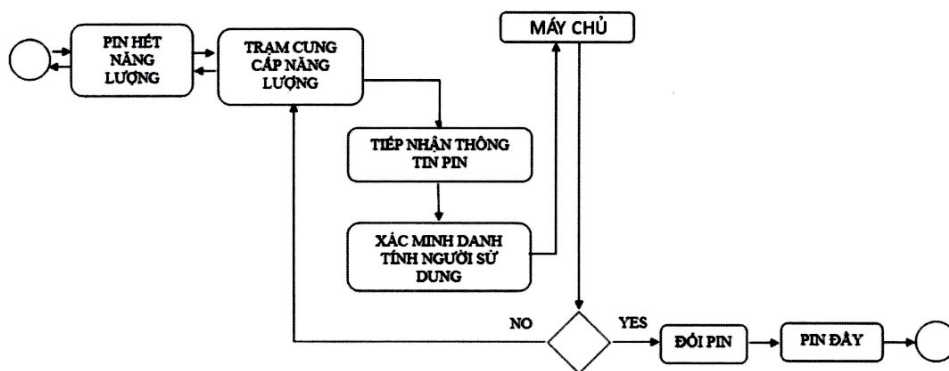 PIN HẾT
NĂNG
LƯỢNG
TRẠM CUNG
CẤP NĂNG
LƯỢNG
MÁY CHỦ
TIẾP NHẬN THÔNG
TIN PIN
XÁC MINH DANH
TÍNH NGƯỜI SỬ
DUNG
NO
YES
ĐỔI PIN
PIN ĐẦY